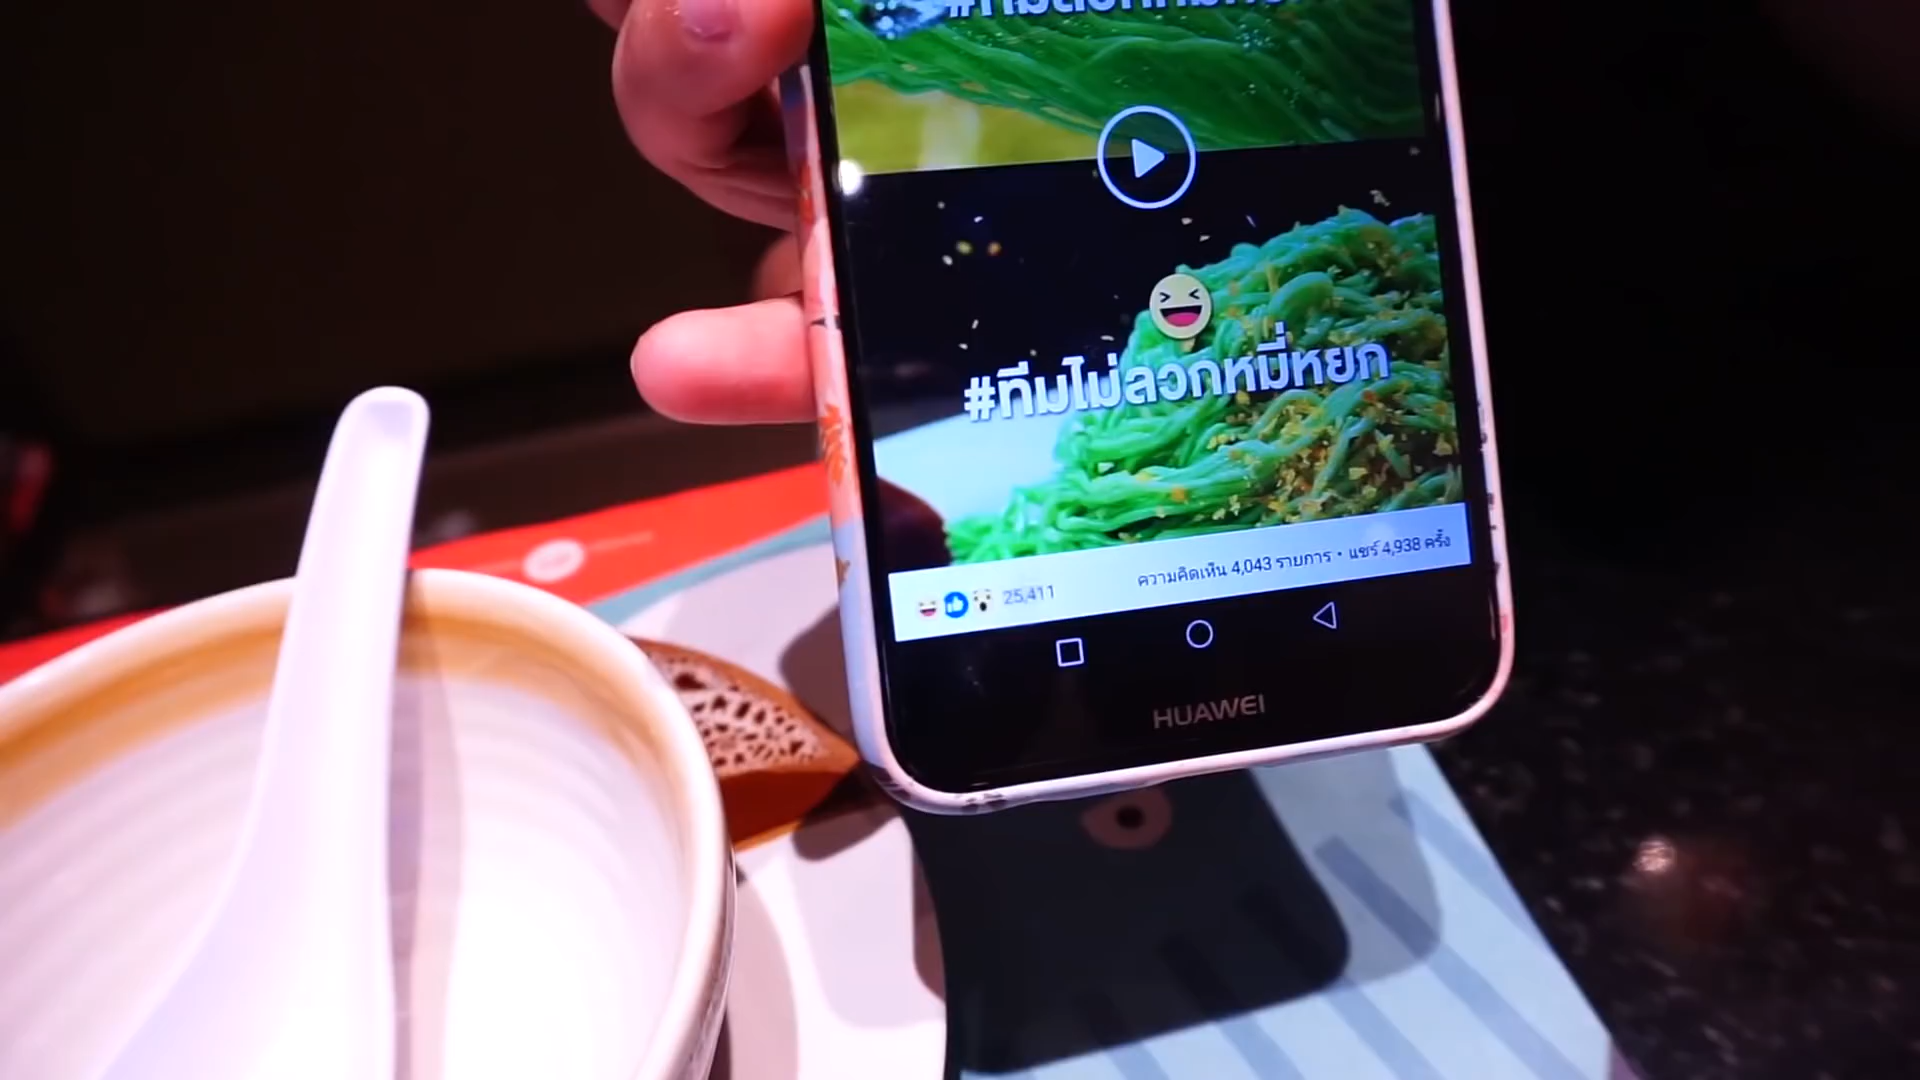 #ทีมไม่ลวกหมี่หยก
25,411
ความคิดเห็น 4,043 รายการ • แชร์ 4,938 ครั้ง
HUAWEI